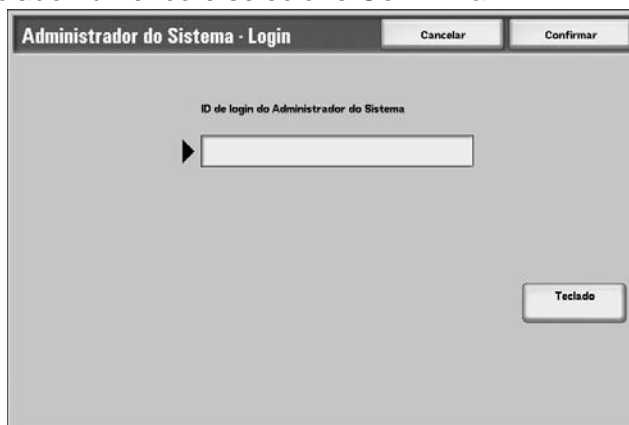 Administrador do Sistema - Login
Cancelar
Confirmar
ID de login do Administrador do Sistema
Teclado